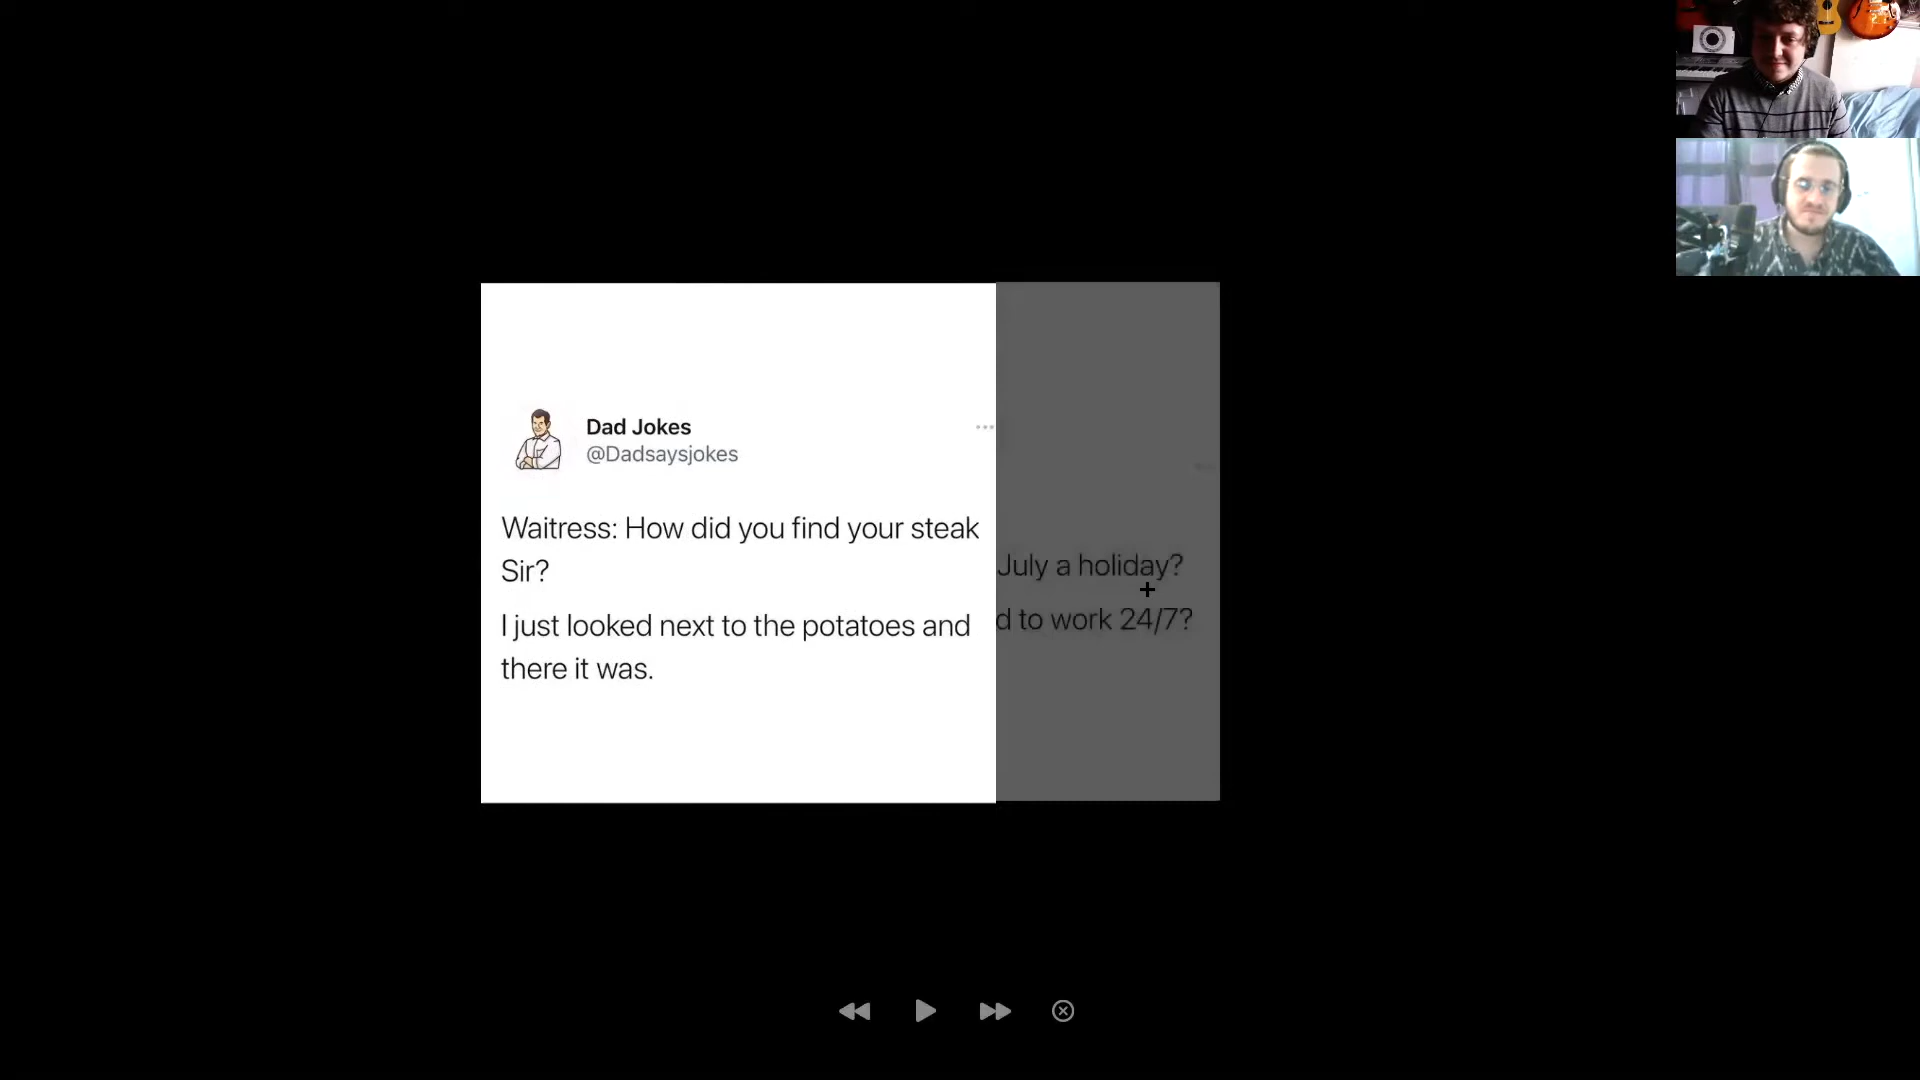 Dad Jokes
@Dadsaysjokes
Waitress: How did you find your steak
Sir?
I just looked next to the potatoes and
there it was.
July a holiday?
d to work 24/7?